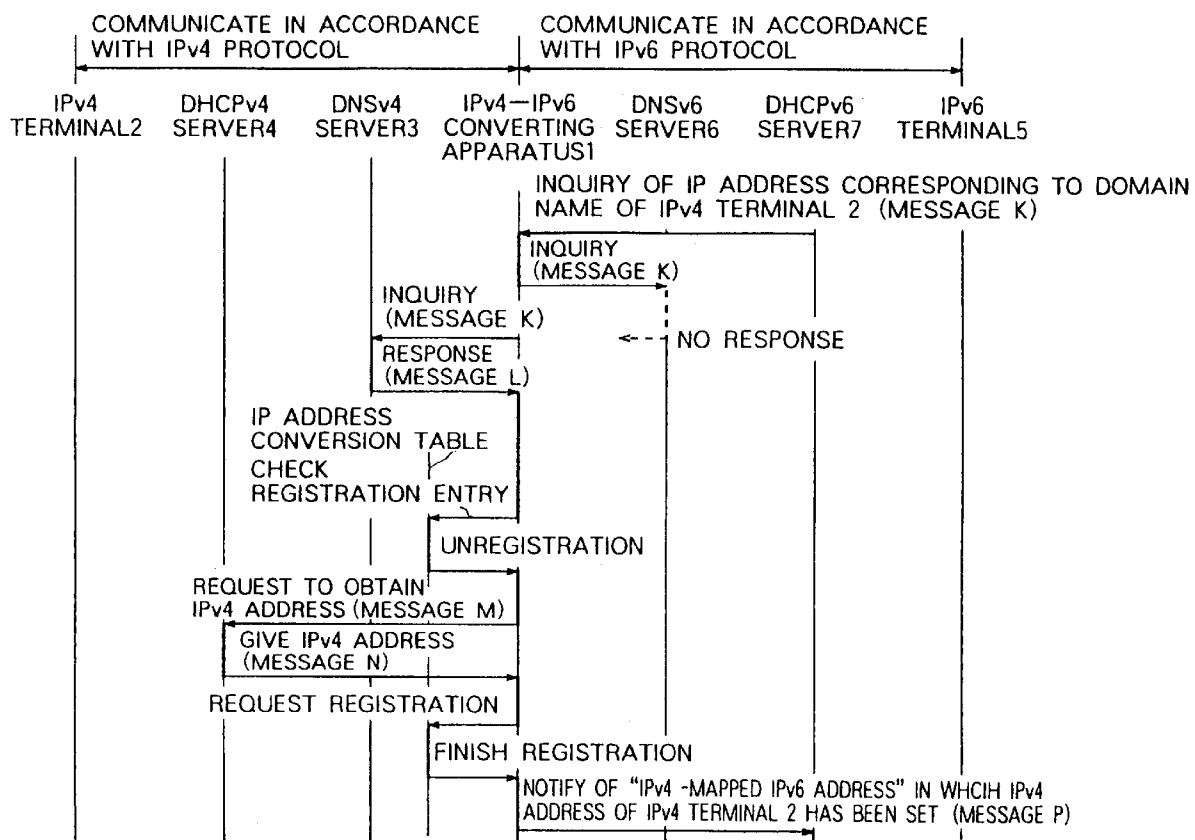 COMMUNICATE IN ACCORDANCE
WITH IPv4 PROTOCOL
COMMUNICATE IN ACCORDANCE
WITH IPv6 PROTOCOL
IPv4
TERMINAL2
DHCPv4
SERVER4
DNSv4
SERVER3
IPv4-IPv6
CONVERTING
APPARATUS1
DNSv6
SERVER6
DHCPv6
SERVER7
IPv6
TERMINAL5
INQUIRY OF IP ADDRESS CORRESPONDING TO DOMAIN
NAME OF IPv4 TERMINAL 2 (MESSAGE K)
INQUIRY
(MESSAGE K)
INQUIRY
(MESSAGE K)
NO RESPONSE
RESPONSE
(MESSAGE L)
IP ADDRESS
CONVERSION TABLE
CHECK
REGISTRATION ENTRY
UNREGISTRATION
REQUEST TO OBTAIN
IPv4 ADDRESS (MESSAGE M)
GIVE IPv4 ADDRESS
(MESSAGE N)
REQUEST REGISTRATION
FINISH REGISTRATION
NOTIFY OF "IPv4 -MAPPED IPv6 ADDRESS" IN WHCIH IPv4
ADDRESS OF IPv4 TERMINAL 2 HAS BEEN SET (MESSAGE P)